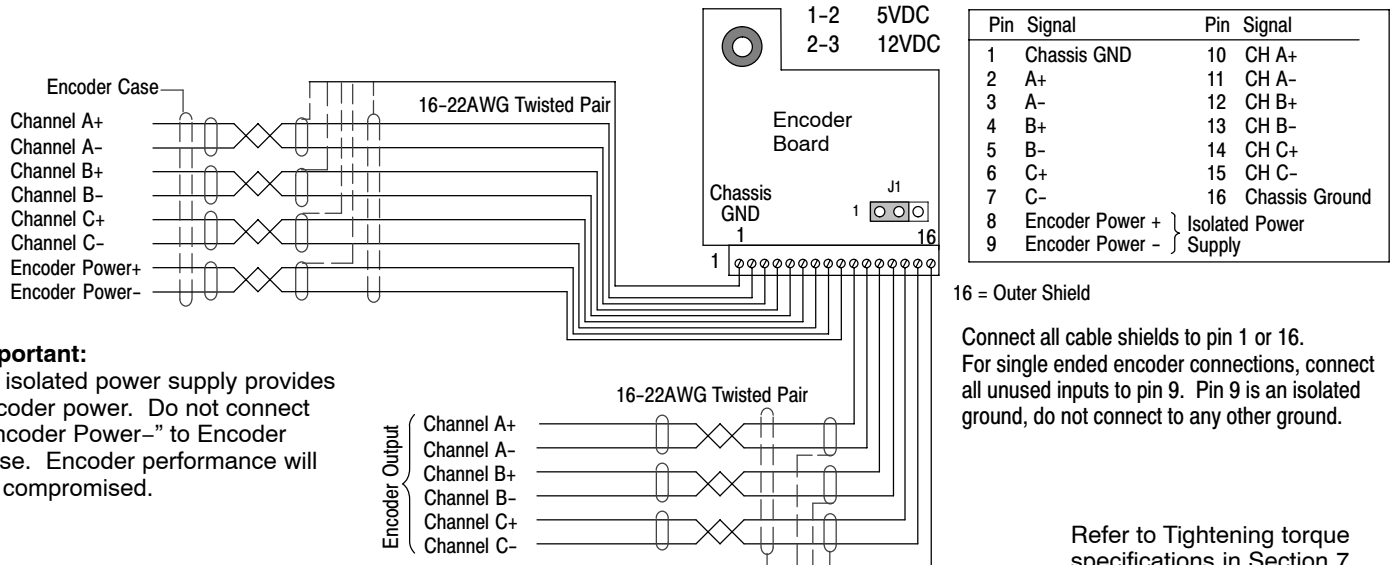 1-2 5VDC
2-3 12VDC
Encoder Case
16-22AWG Twisted Pair
Channel A+
Channel A-
Channel B+
Channel B-
Channel C+
Channel C-
Encoder Power+
Encoder Power-
Encoder
Board
Chassis
GND
J1
1
1
16
1
Pin Signal Pin Signal
1 Chassis GND 10 CH A+
2 A+ 11 CH A-
3 A- 12 CH B+
4 B+ 13 CH B-
5 B- 14 CH C+
6 C+ 15 CH C-
7 C- 16 Chassis Ground
8 Encoder Power + Isolated Power
9 Encoder Power - Supply
16 = Outer Shield
Connect all cable shields to pin 1 or 16.
For single ended encoder connections, connect
all unused inputs to pin 9. Pin 9 is an isolated
ground, do not connect to any other ground.
portant:
isolated power supply provides
coder power. Do not connect
ncoder Power-” to Encoder
se. Encoder performance will
compromised.
16-22AWG Twisted Pair
Encoder Output
Channel A+
Channel A-
Channel B+
Channel B-
Channel C+
Channel C-
Refer to Tightening torque
specifications in Section 7